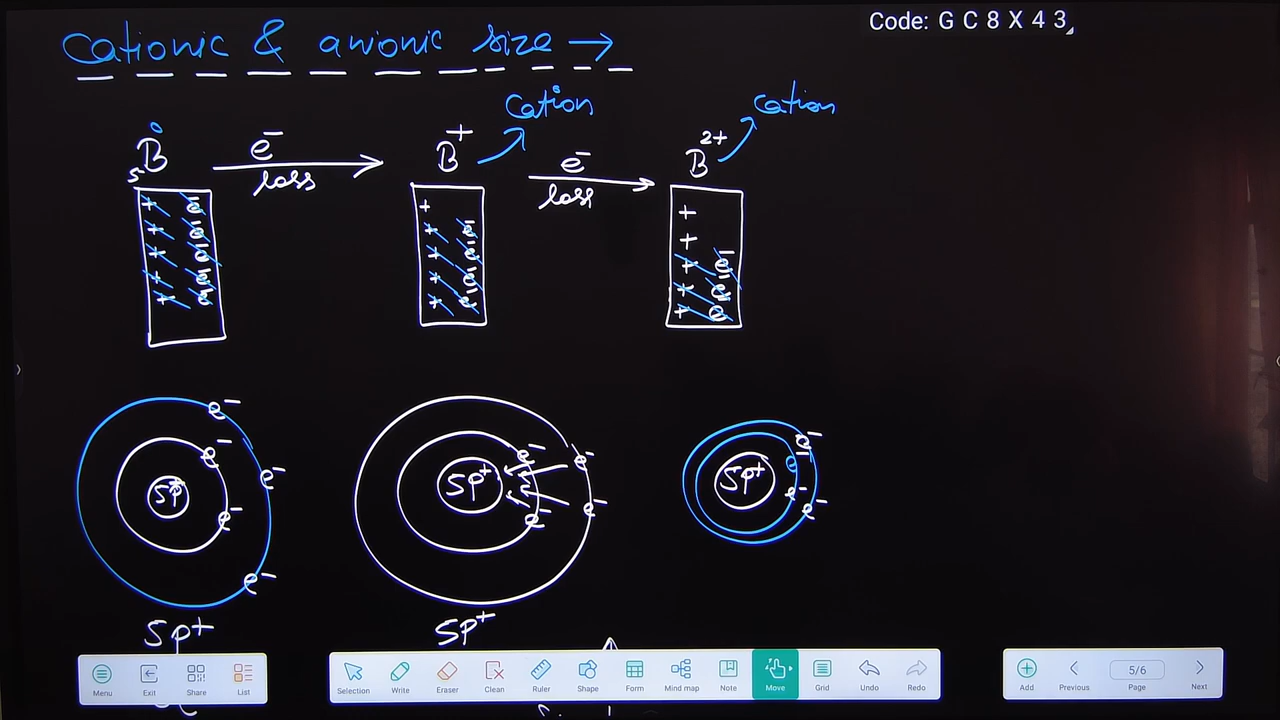 Code: G C 8 X 4 3
Cationic & anionic size →
Cation
Cation
₅B⁰ e⁻ loss B⁺ e⁻ loss B²⁺
+ e⁻ + + 
+ e⁻ + e⁻ +
+ e⁻ + e⁻ + e⁻
+ e⁻ + e⁻ + e⁻
+ e⁻ + e⁻ + e⁻
e⁻
e⁻ e⁻ e⁻ e⁻
e⁻ e⁻
5p⁺ 5p⁺ 5p⁺
e⁻ e⁻ e⁻ e⁻ e⁻
e⁻
e⁻
5p⁺ 5p⁺
Menu Exit Share List
Selection Write Eraser Clean Ruler Shape Form Mind map Note Move Grid Undo Redo
Add Previous 5/6 Page Next